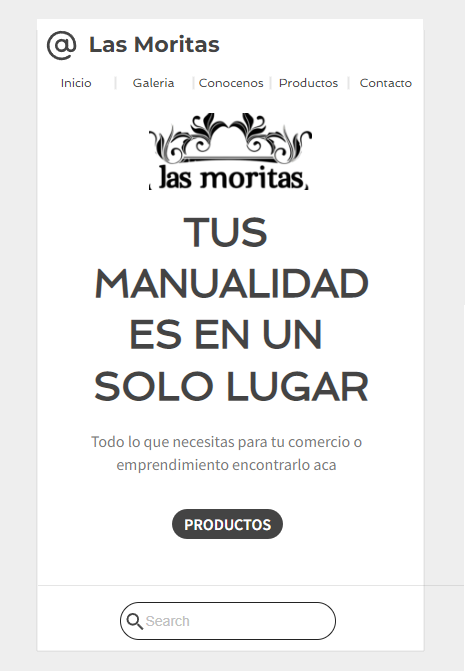 @ Las Moritas
Inicio | Galeria | Conocenos | Productos | Contacto
las moritas
TUS
MANUALIDAD
ES EN UN
SOLO LUGAR
Todo lo que necesitas para tu comercio o
emprendimiento encontrarlo aca
PRODUCTOS
Search